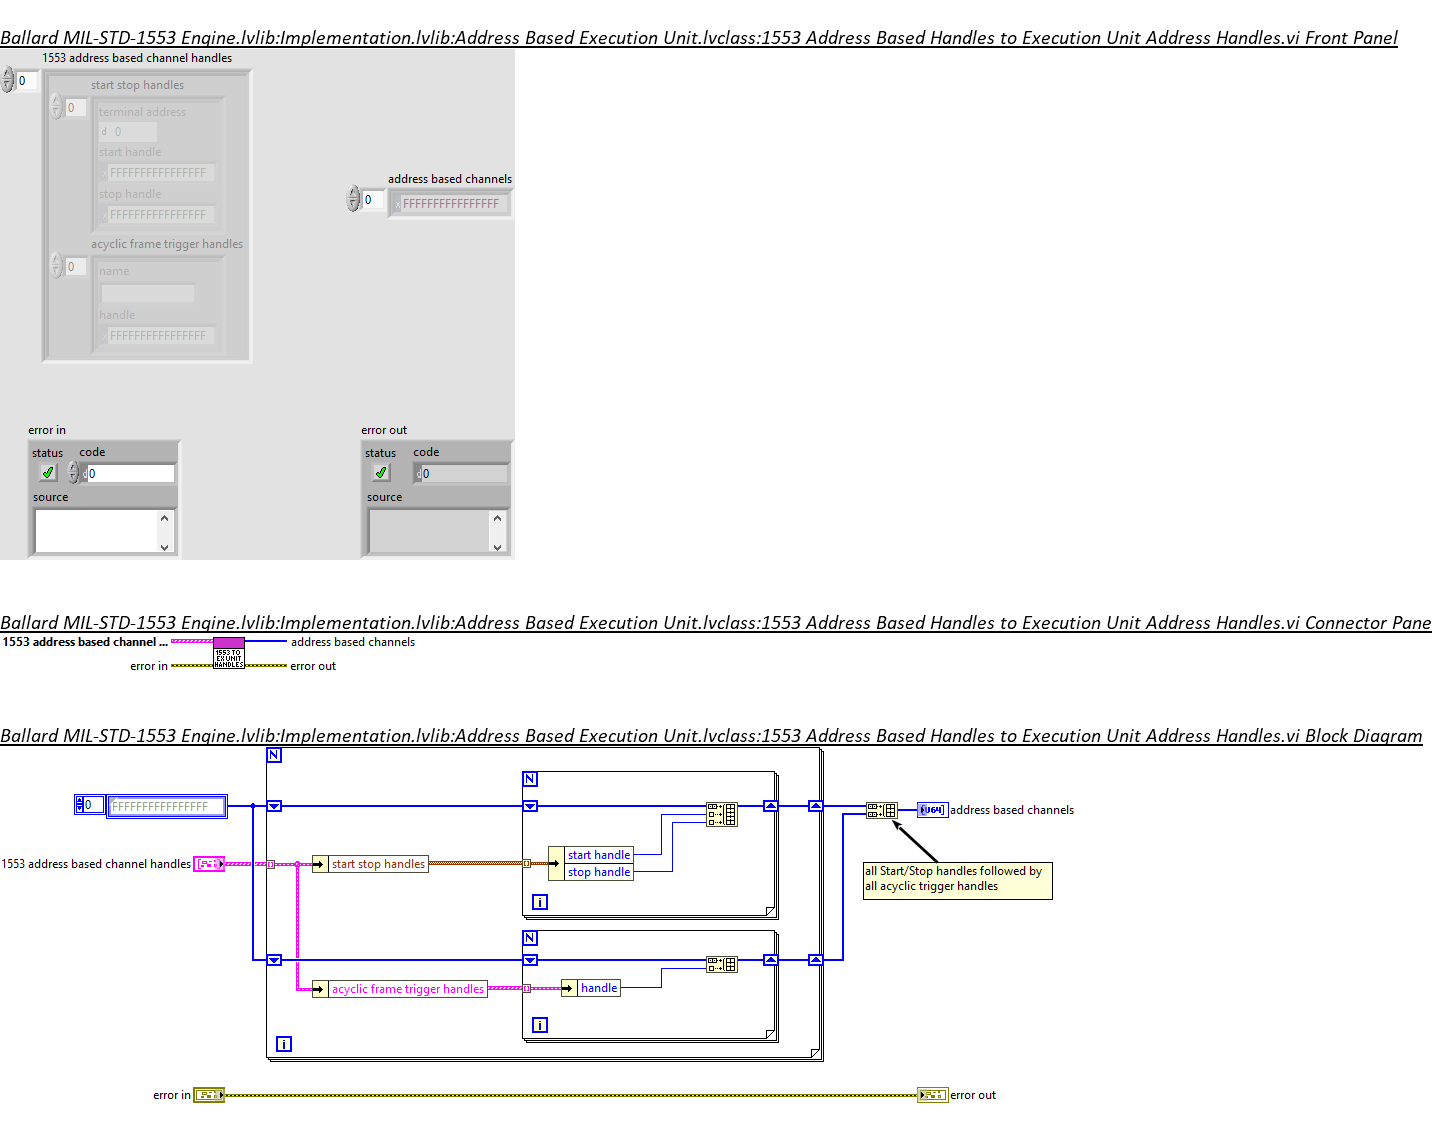 Ballard MIL-STD-1553 Engine.lvlib:Implementation.lvlib:Address Based Execution Unit.lvclass:1553 Address Based Handles to Execution Unit Address Handles.vi Front Panel
1553 address based channel handles
0
start stop handles
0
terminal address
d 0
start handle
x FFFFFFFFFFFFFFFF
stop handle
x FFFFFFFFFFFFFFFF
acyclic frame trigger handles
0
name
handle
x FFFFFFFFFFFFFFFF
address based channels
0
x FFFFFFFFFFFFFFFF
error in
status code
d 0
source
error out
status code
d 0
source
Ballard MIL-STD-1553 Engine.lvlib:Implementation.lvlib:Address Based Execution Unit.lvclass:1553 Address Based Handles to Execution Unit Address Handles.vi Connector Pane
1553 address based channel ...
address based channels
1553 TO
EX UNIT
HANDLES
error in
error out
Ballard MIL-STD-1553 Engine.lvlib:Implementation.lvlib:Address Based Execution Unit.lvclass:1553 Address Based Handles to Execution Unit Address Handles.vi Block Diagram
N
N
0
FFFFFFFFFFFFFFFF
U64
address based channels
1553 address based channel handles
start stop handles
start handle
stop handle
i
all Start/Stop handles followed by
all acyclic trigger handles
N
acyclic frame trigger handles
handle
i
i
error in
error out